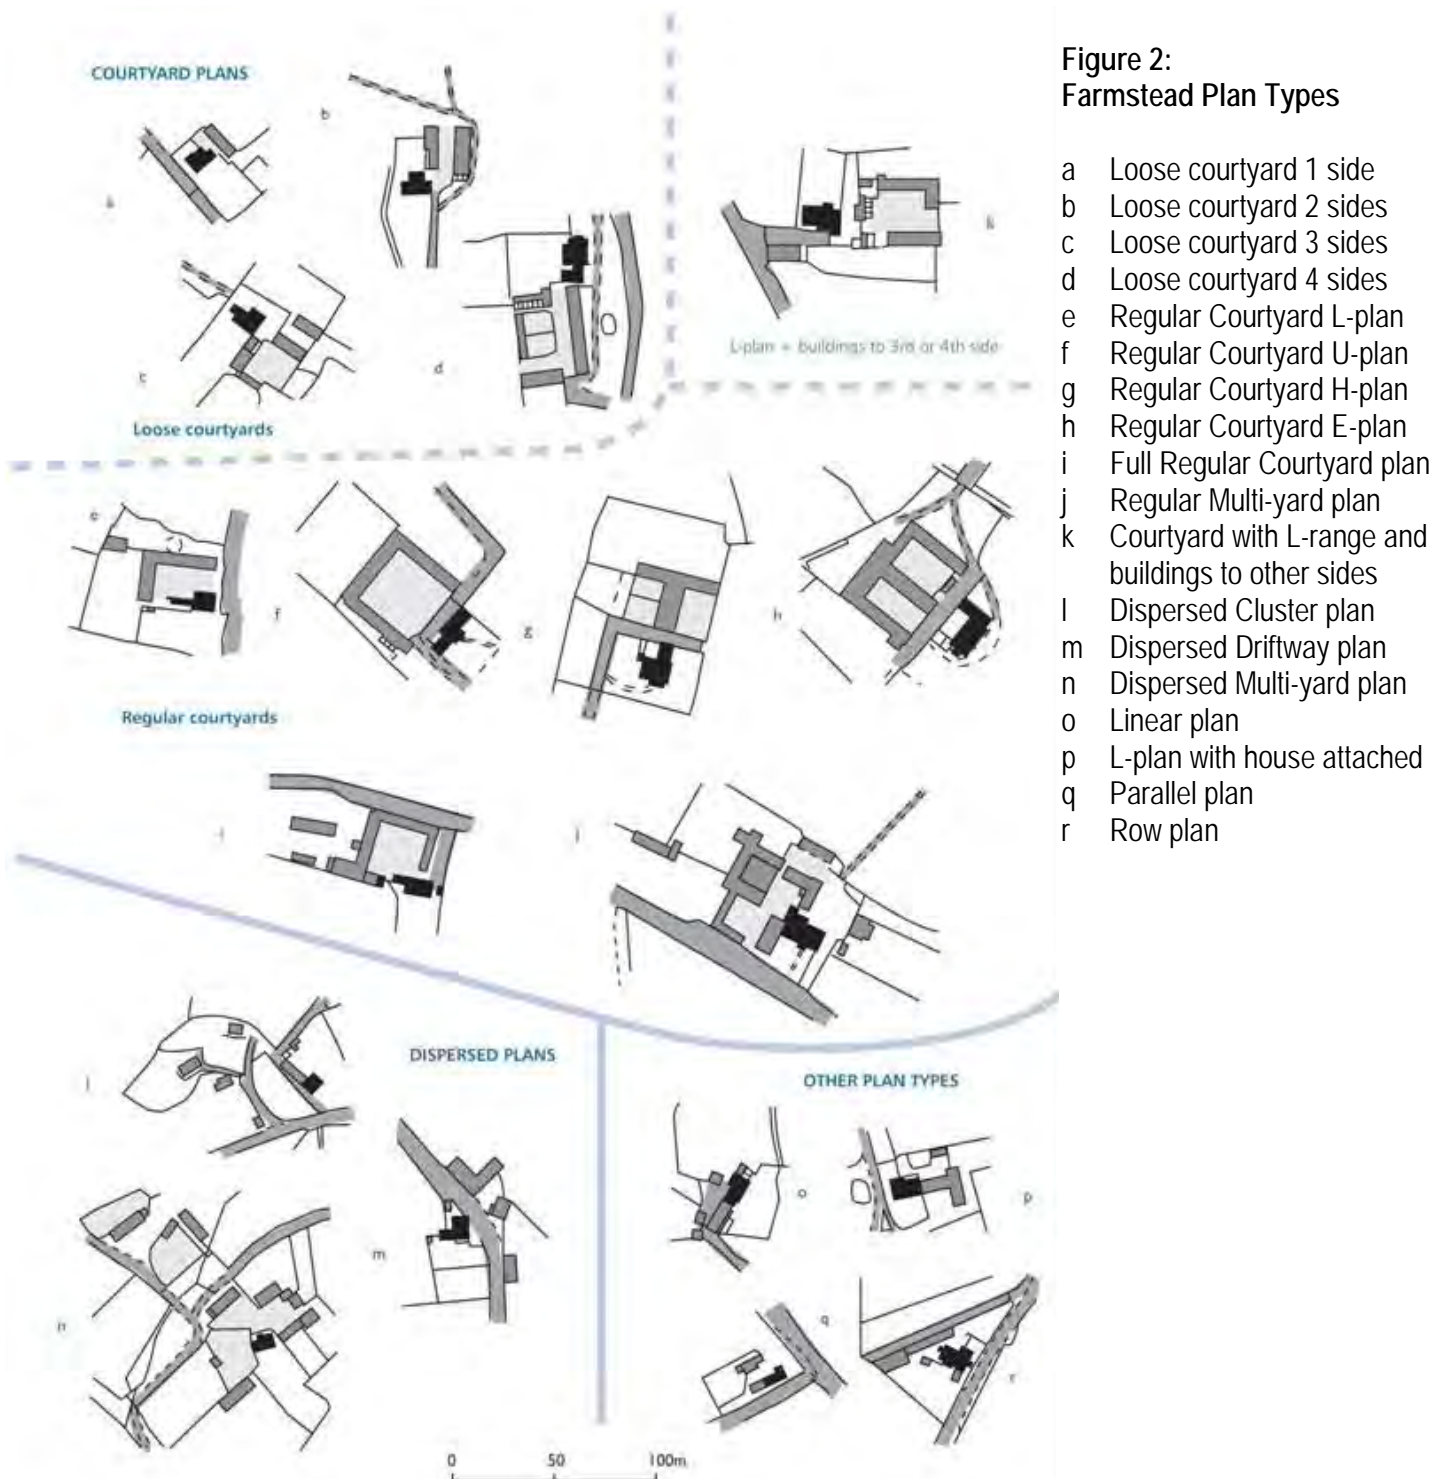 Figure 2:
Farmstead Plan Types
a Loose courtyard 1 side
b Loose courtyard 2 sides
c Loose courtyard 3 sides
d Loose courtyard 4 sides
e Regular Courtyard L-plan
f Regular Courtyard U-plan
g Regular Courtyard H-plan
h Regular Courtyard E-plan
i Full Regular Courtyard plan
j Regular Multi-yard plan
k Courtyard with L-range and
buildings to other sides
l Dispersed Cluster plan
m Dispersed Driftway plan
n Dispersed Multi-yard plan
o Linear plan
p L-plan with house attached
q Parallel plan
r Row plan
COURTYARD PLANS
a
b
c
d
k
L-plan + buildings to 3rd or 4th side
Loose courtyards
e
f
g
h
Regular courtyards
i
j
DISPERSED PLANS
l
m
n
OTHER PLAN TYPES
o
p
q
r
0 50 100m